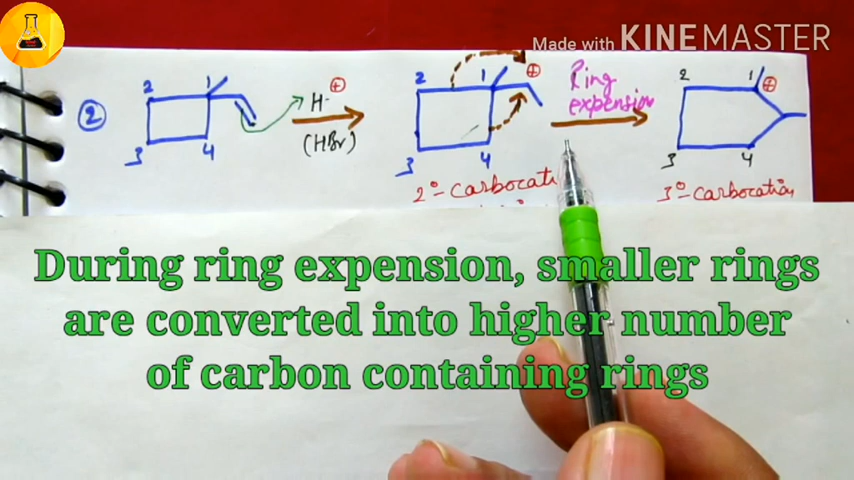 Made with KINEMASTER
2
2 1
3 4
H ⊕
(HBr)
2 1 ⊕
3 4
2°-Carbocati
Ring
expension
2 1 ⊕
3 4
3°-Carbocation
During ring expension, smaller rings
are converted into higher number
of carbon containing rings